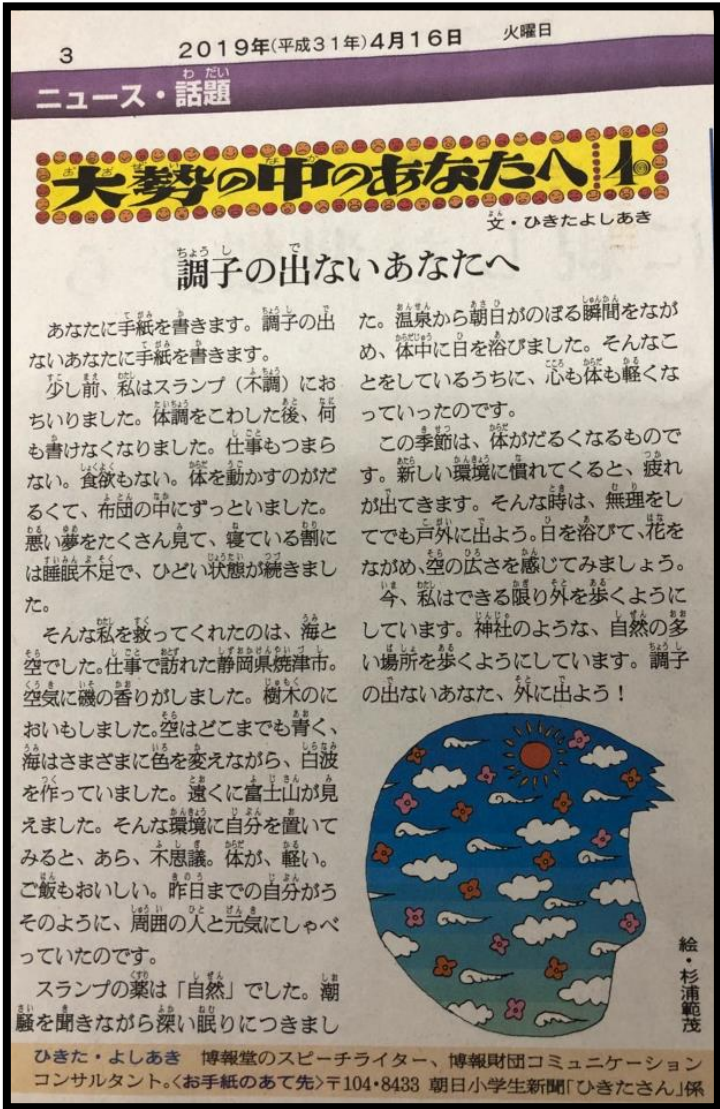 3
2019年(平成31年)4月16日
火曜日
ニュース・話題
大勢の中のあなたへ 1
文・ひきたよしあき
調子の出ないあなたへ
あなたに手紙を書きます。調子の出
ないあなたに手紙を書きます。
少し前、私はスランプ(不調)にお
ちいりました。体調をこわした後、何
も書けなくなりました。仕事もつまら
ない。食欲もない。体を動かすのがだ
るくて、布団の中にずっといました。
悪い夢をたくさん見て、寝ている割に
は睡眠不足で、ひどい状態が続きまし
た。
そんな私を救ってくれたのは、海と
空でした。仕事で訪れた静岡県焼津市。
空気に磯の香りがしました。樹木のに
おいもしました。空はどこまでも青く、
海はさまざまに色を変えながら、白波
を作っていました。遠くに富士山が見
えました。そんな環境に自分を置いて
みると、あら、不思議。体が、軽い。
ご飯もおいしい。昨日までの自分がう
そのように、周囲の人と元気にしゃべ
っていたのです。
スランプの薬は「自然」でした。潮
騒を聞きながら深い眠りにつきまし
た。温泉から朝日がのぼる瞬間をなが
め、体中に日を浴びました。そんなこ
とをしているうちに、心も体も軽くな
っていったのです。
この季節は、体がだるくなるもので
す。新しい環境に慣れてくると、疲れ
が出てきます。そんな時は、無理をし
てでも戸外に出よう。日を浴びて、花を
ながめ、空の広さを感じてみましょう。
今、私はできる限り外を歩くように
しています。神社のような、自然の多
い場所を歩くようにしています。調子
の出ないあなた、外に出よう!
絵・杉浦範茂
ひきた・よしあき 博報堂のスピーチライター、博報財団コミュニケーション
コンサルタント。〈お手紙のあて先〉〒104・8433 朝日小学生新聞「ひきたさん」係